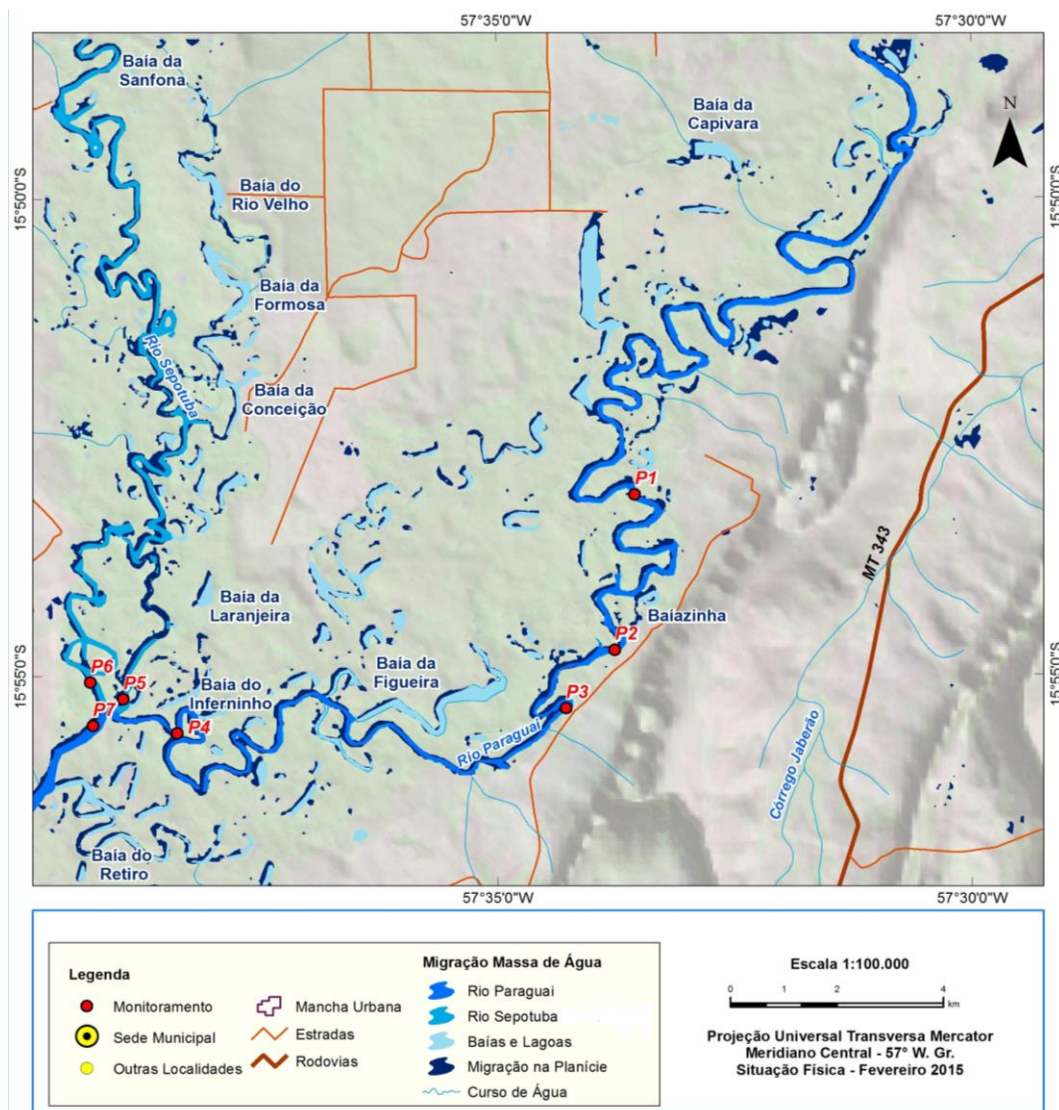 57°35'0"W
57°30'0"W
Baía da
Sanfona
Baía da
Capivara
N
15°50'0"S
15°50'0"S
Baía do
Rio Velho
Baía da
Formosa
Rio Sepotuba
Baía da
Conceição
P1
MT 343
Baía da
Laranjeira
Baíazinha
P2
15°55'0"S
15°55'0"S
P6
P5
Baía do
Inferninho
Baía da
Figueira
P3
P7
P4
Rio Paraguai
Córrego Jaberão
Baía do
Retiro
57°35'0"W
57°30'0"W
Legenda
Monitoramento
Sede Municipal
Outras Localidades
Mancha Urbana
Estradas
Rodovias
Migração Massa de Água
Rio Paraguai
Rio Sepotuba
Baías e Lagoas
Migração na Planície
Curso de Água
Escala 1:100.000
0 2 4
km
Projeção Universal Transversa Mercator
Meridiano Central - 57° W. Gr.
Situação Física - Fevereiro 2015